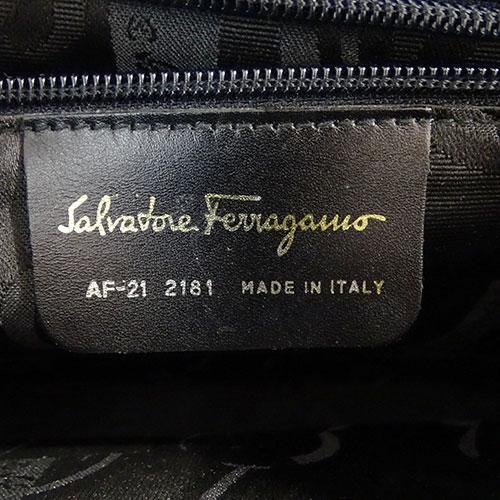 Salvatore Ferragamo
AF-21 2181 MADE IN ITALY